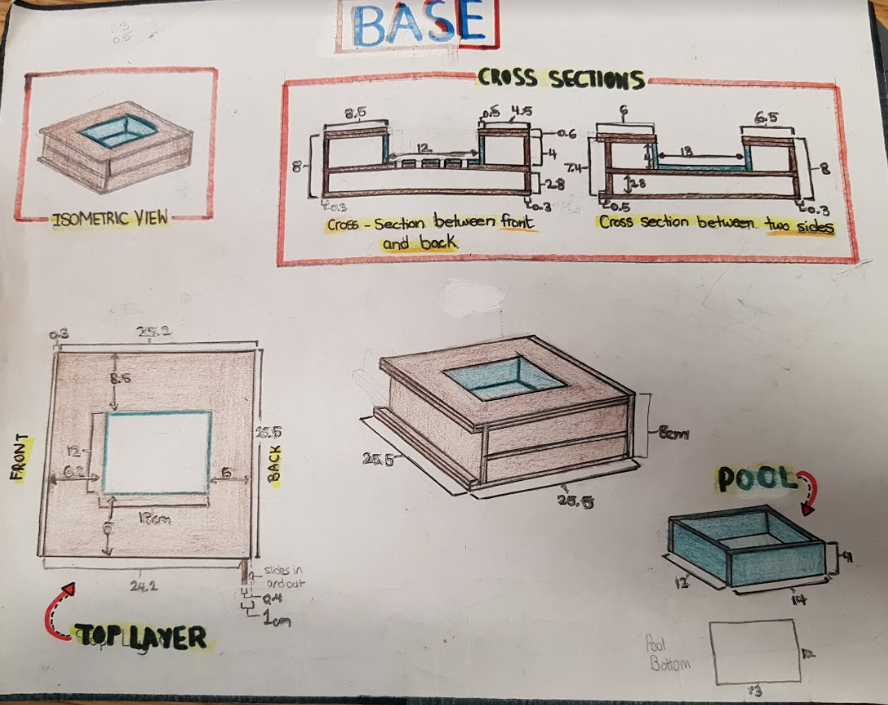 BASE
ISOMETRIC VIEW
CROSS SECTIONS
8.5
0.5 4.5
12
0.6
4
2.8
8
0.3
0.3
Cross-Section between front
and back
6
6.5
13
7.4
2.8
8
0.5
0.3
Cross section between two sides
0.3
25.2
8.5
12
6.2
6
13cm
25.5
FRONT
BACK
24.2
sides in
and out
0.4
1cm
TOP LAYER
25.5
25.5
8cm
POOL
12
14
4
Pool
Bottom
12
13